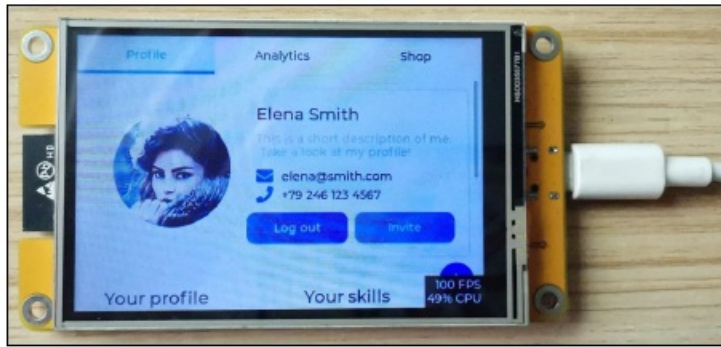 Profile Analytics Shop
Elena Smith
This is a short description of me.
Take a look at my profile!
elena@smith.com
+79 246 123 4567
Log out Invite
100 FPS
49% CPU
Your profile Your skills